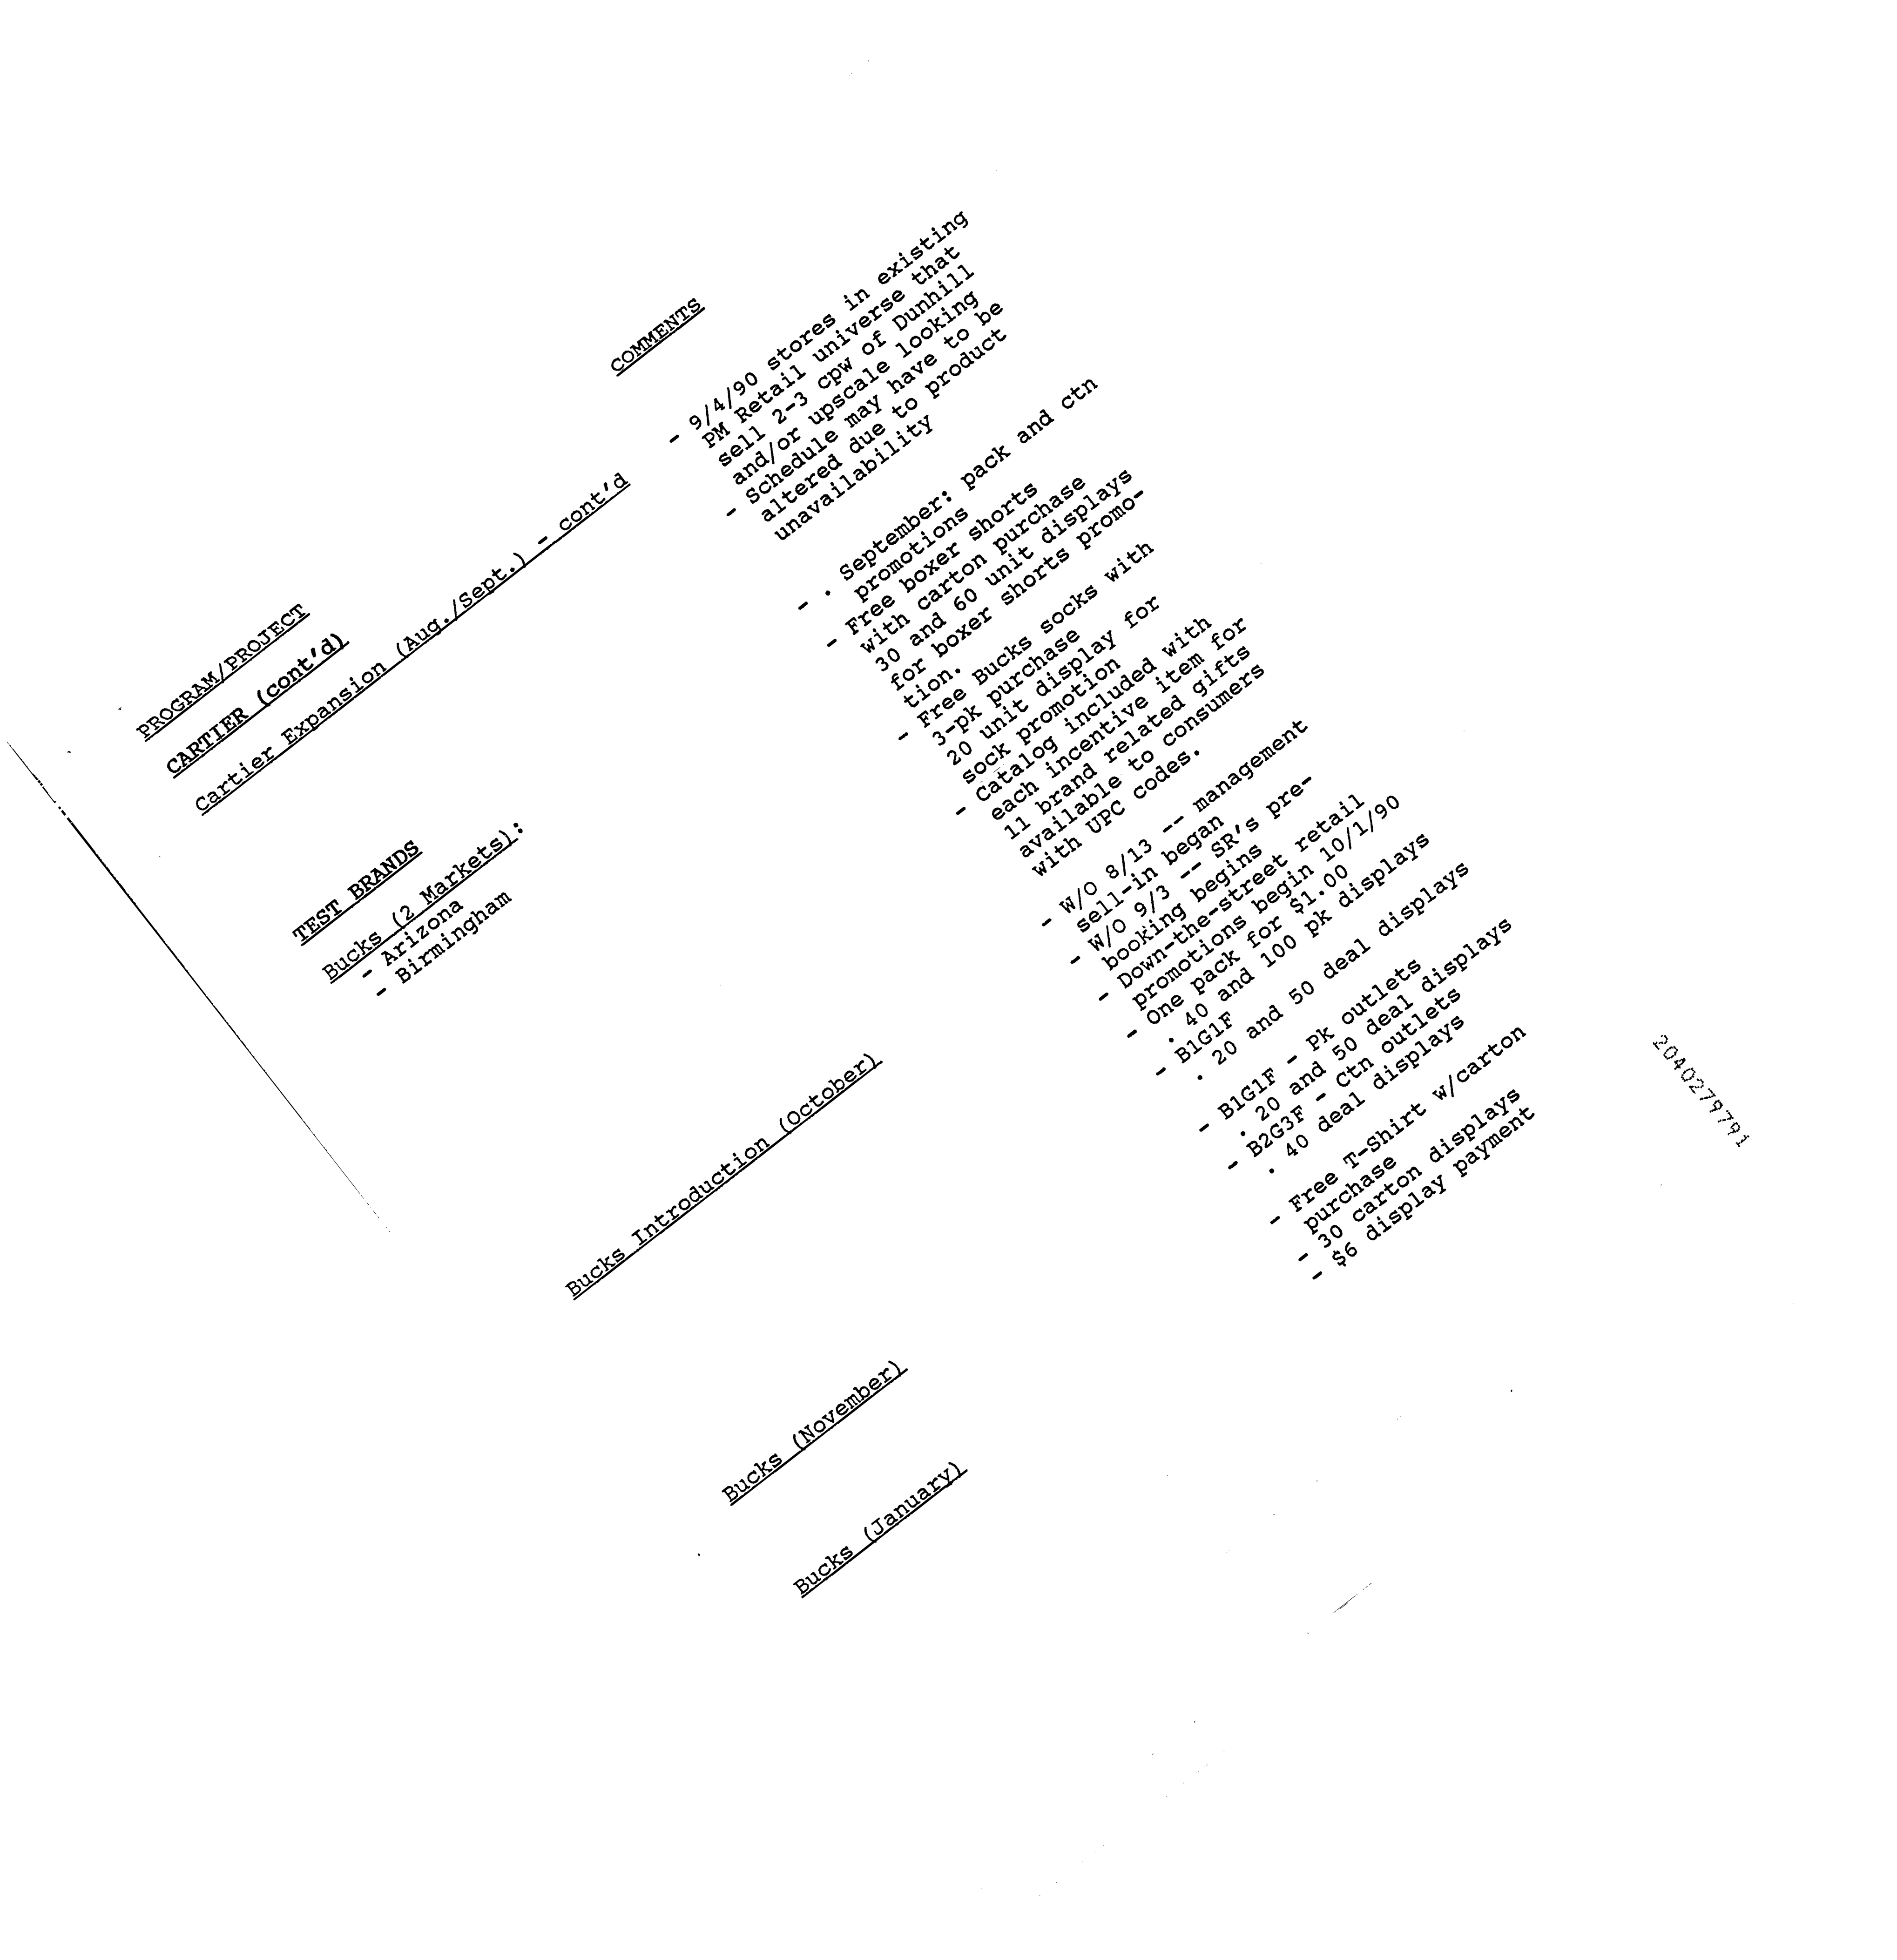 PROGRAM/PROJECT COMMENTS
CARTIER (cont'd)
Cartier Expansion (Aug./Sept.) - cont'd - 9/4/90 stores in existing
PM Retail universe that
sell 2-3 cpw of Dunhill
and/or upscale looking
- Schedule may have to be
altered due to product
unavailability
TEST BRANDS
Bucks (2 Markets): - . September: pack and ctn
- Arizona promotions
- Birmingham - Free boxer shorts
with carton purchase
30 and 60 unit displays
for boxer shorts promo-
tion.
- Free Bucks socks with
3-pk purchase
20 unit display for
sock promotion
- Catalog included with
each incentive item for
11 brand related gifts
available to consumers
with UPC codes.
Bucks Introduction (October) - W/O 8/13 -- management
sell-in began
- W/O 9/3 -- SR's pre-
booking begins
- Down-the-street retail
promotions begin 10/1/90
- One pack for $1.00
. 40 and 100 pk displays
- B1G1F
. 20 and 50 deal displays
Bucks (November) - B1G1F - Pk outlets
. 20 and 50 deal displays
- B2G3F - Ctn outlets
. 40 deal displays
Bucks (January) - Free T-Shirt w/carton
purchase
- 30 carton displays
- $6 display payment
2040279791